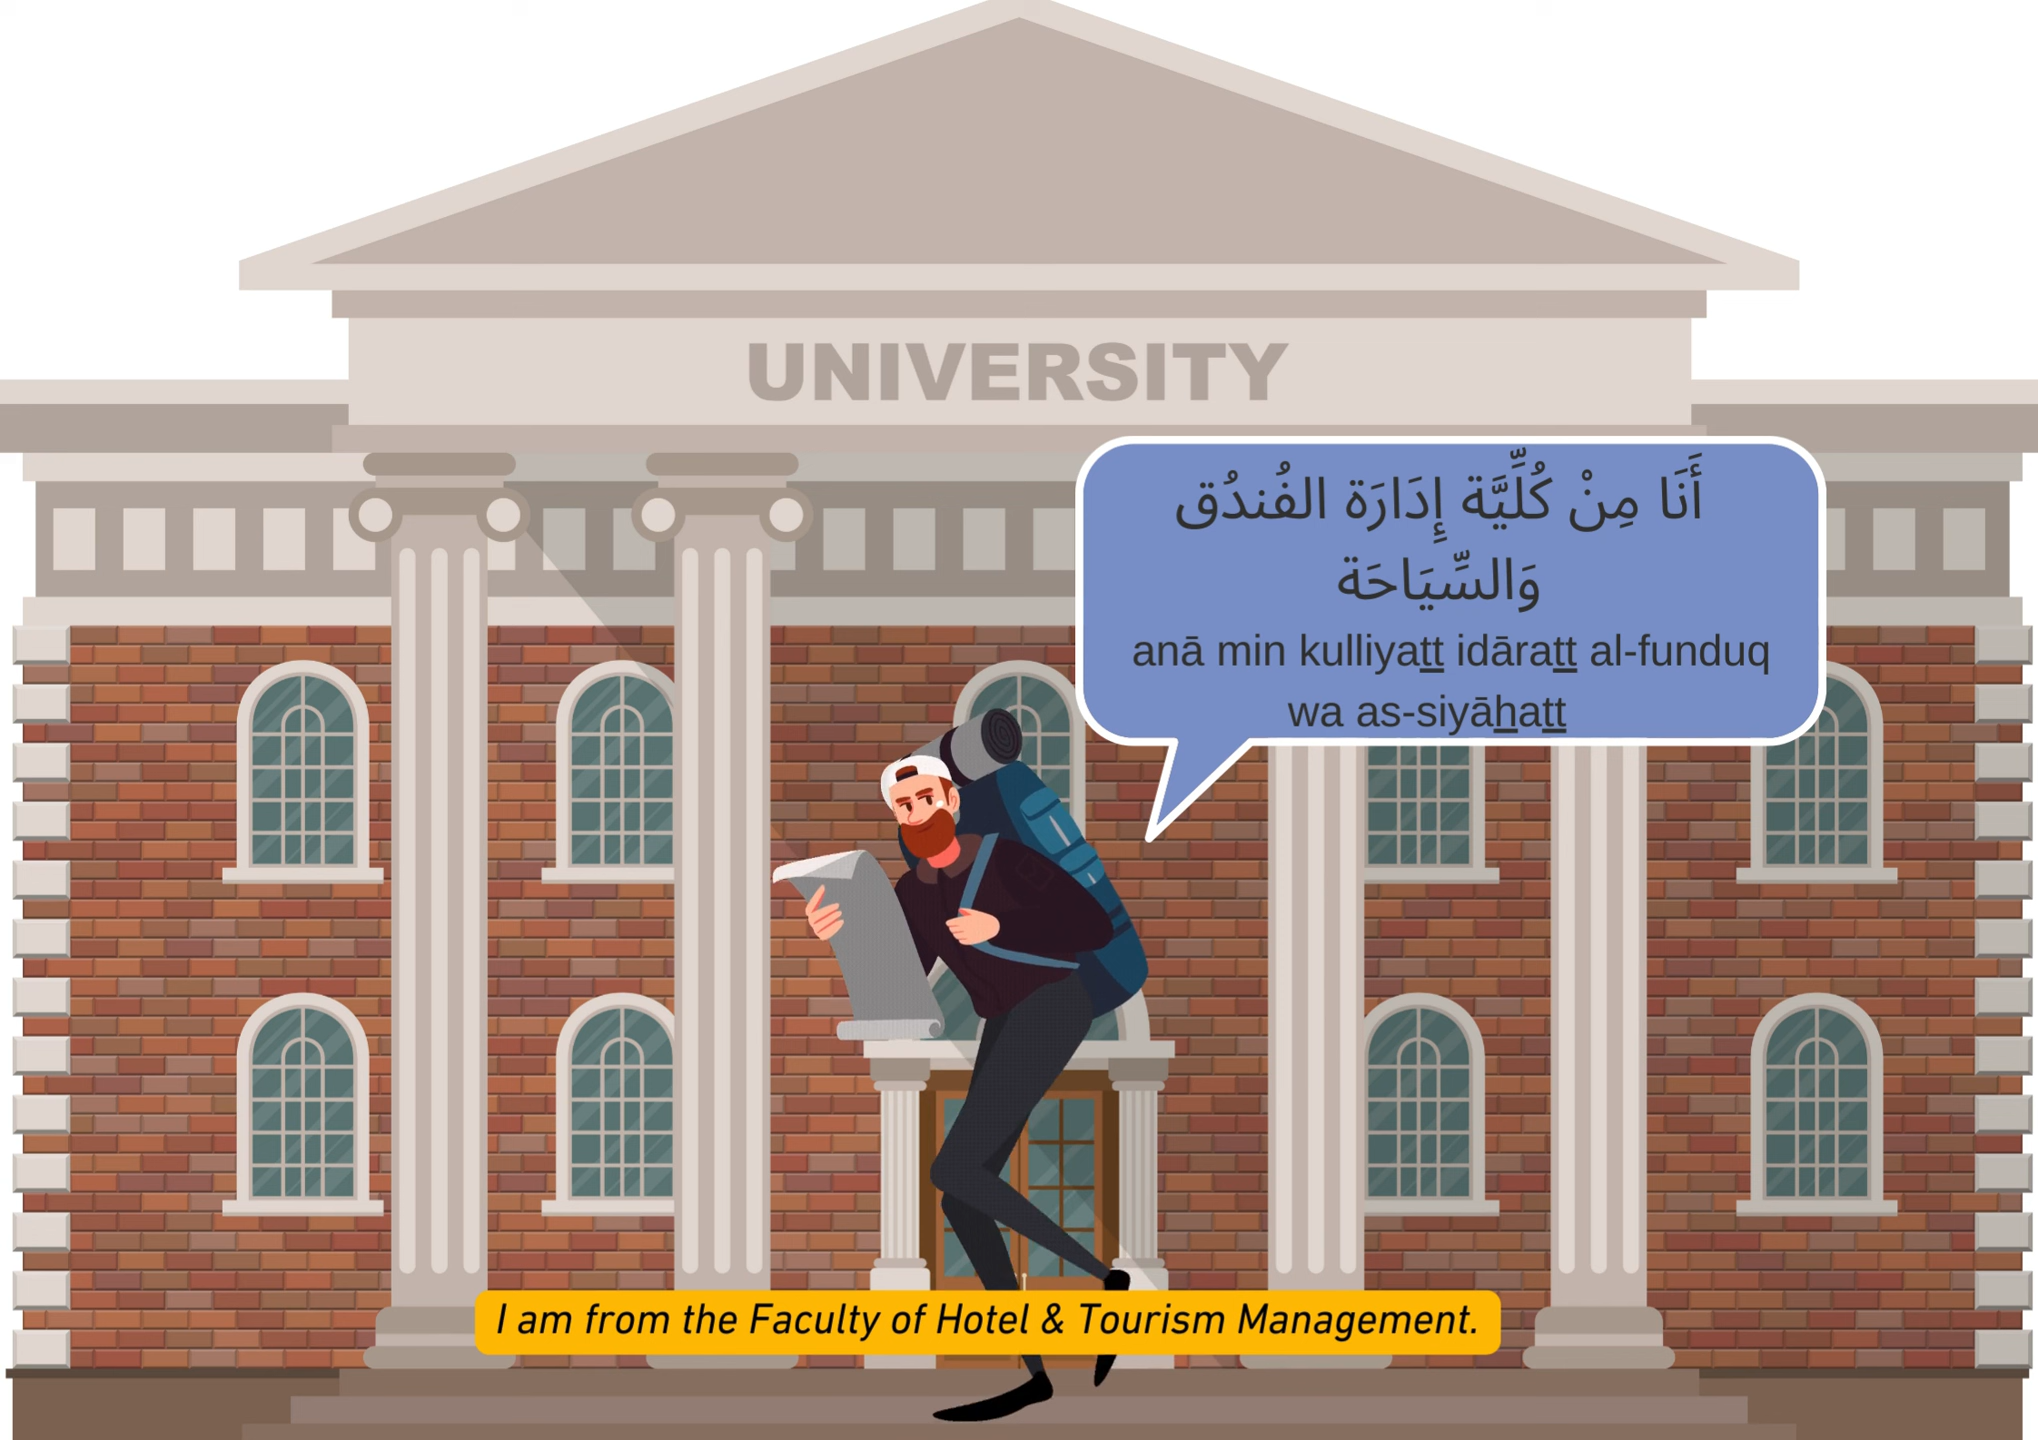 UNIVERSITY
أَنَا مِنْ كُلِّيَّة إِدَارَة الفُندُق
وَالسِّيَاحَة
anā min kulliyatt idāratt al-funduq
wa as-siyāhatt
I am from the Faculty of Hotel & Tourism Management.